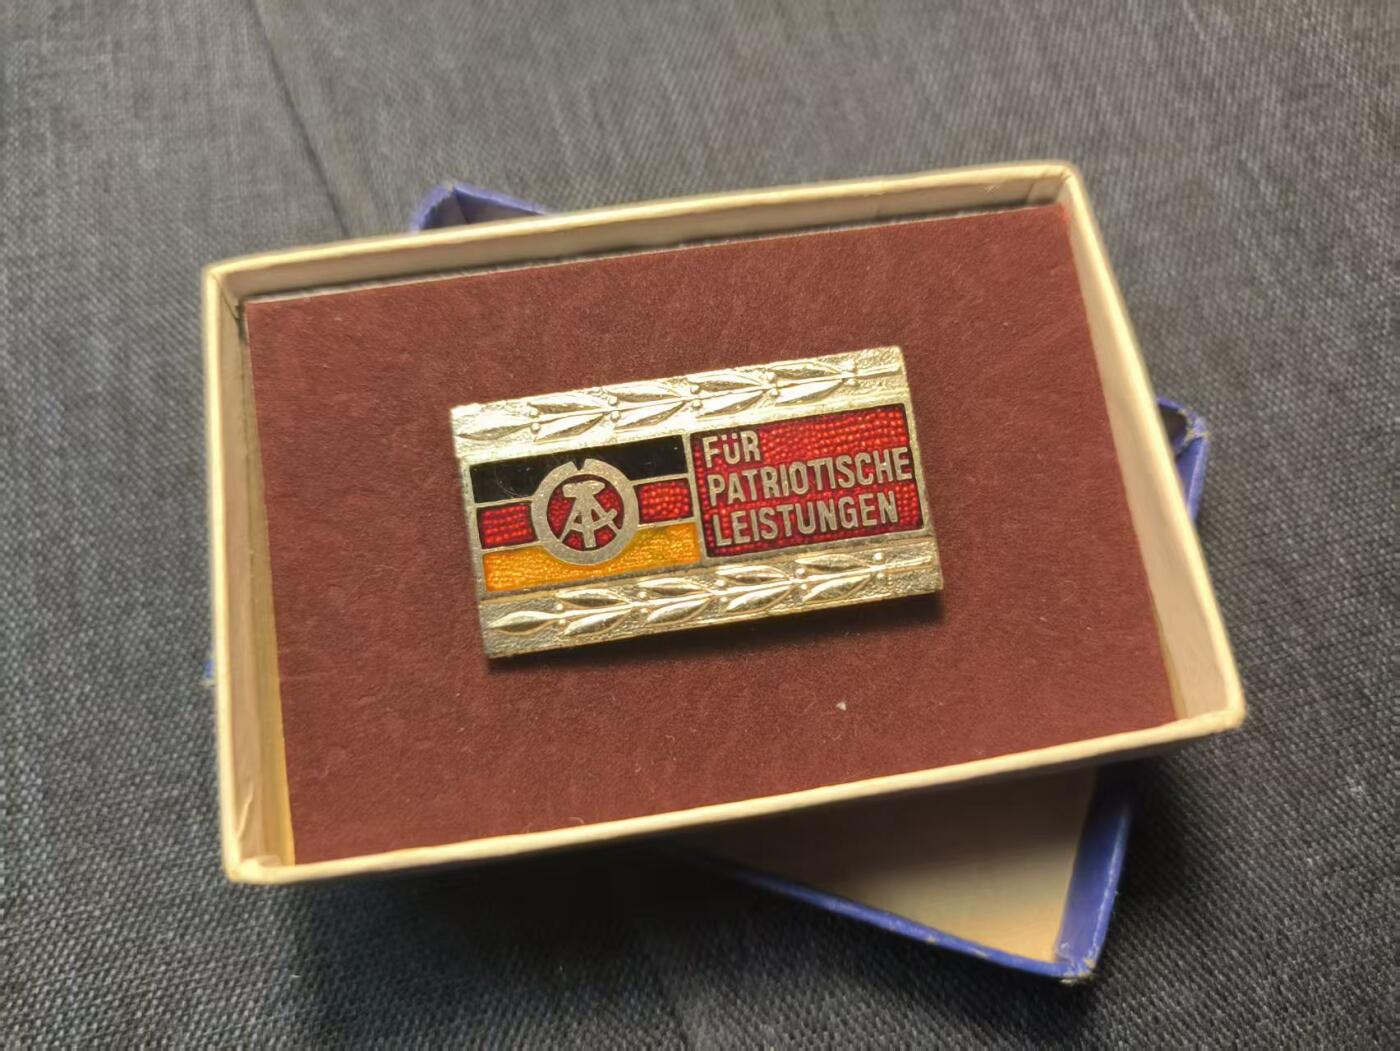 FÜR
PATRIOTISCHE
LEISTUNGEN